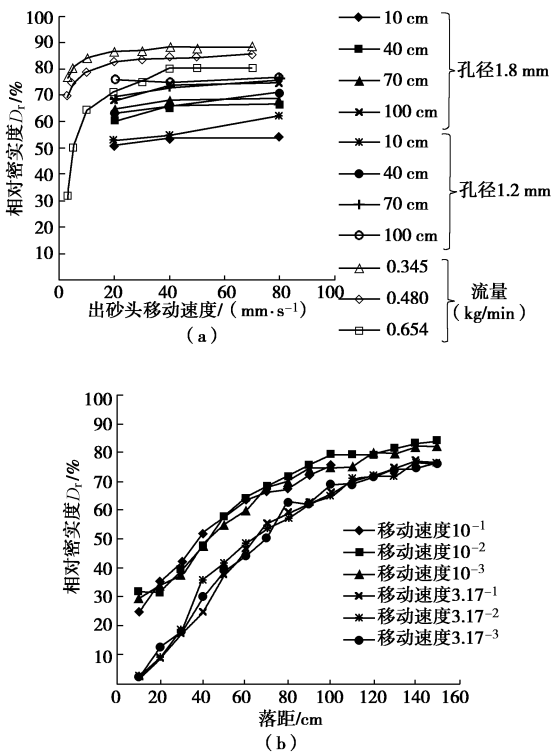 相对密实度Dr/%
100
90
80
70
60
50
40
30
20
10
0
20
40
60
80
100
出砂头移动速度/(mm·s⁻¹)
(a)
10 cm
40 cm
70 cm
100 cm
孔径1.8 mm
10 cm
40 cm
70 cm
100 cm
孔径1.2 mm
0.345
0.480
0.654
流量
(kg/min)
相对密实度Dr/%
100
90
80
70
60
50
40
30
20
10
0
20
40
60
80
100
120
140
160
落距/cm
(b)
移动速度10⁻¹
移动速度10⁻²
移动速度10⁻³
移动速度3.17⁻¹
移动速度3.17⁻²
移动速度3.17⁻³